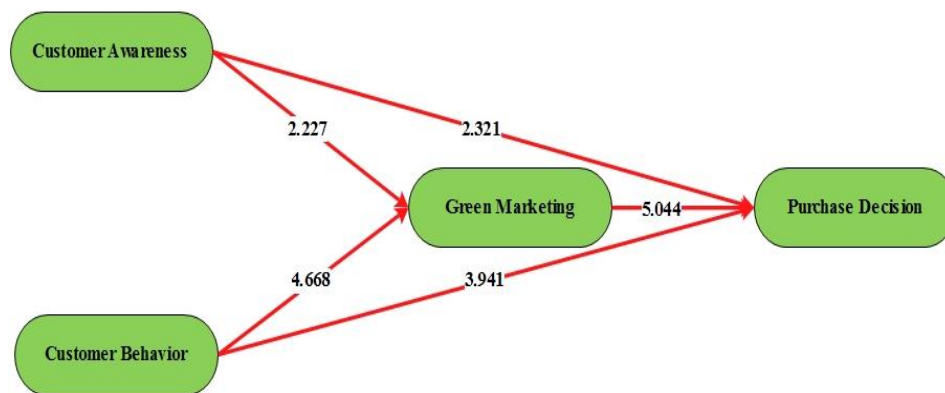 Customer Awareness
2.227
2.321
Green Marketing
5.044
Purchase Decision
4.668
3.941
Customer Behavior